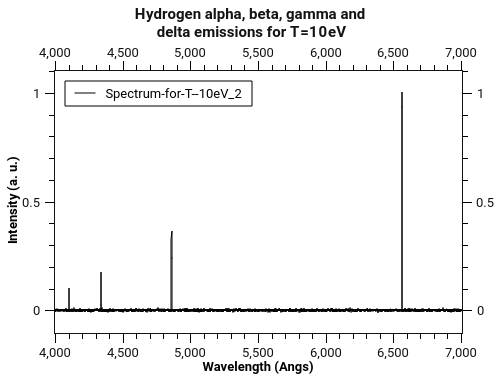 Hydrogen alpha, beta, gamma and
delta emissions for T=10eV
4,000 4,500 5,000 5,500 6,000 6,500 7,000
Spectrum-for-T--10eV_2
1 1
0.5 0.5
0 0
Intensity (a. u.)
4,000 4,500 5,000 5,500 6,000 6,500 7,000
Wavelength (Angs)